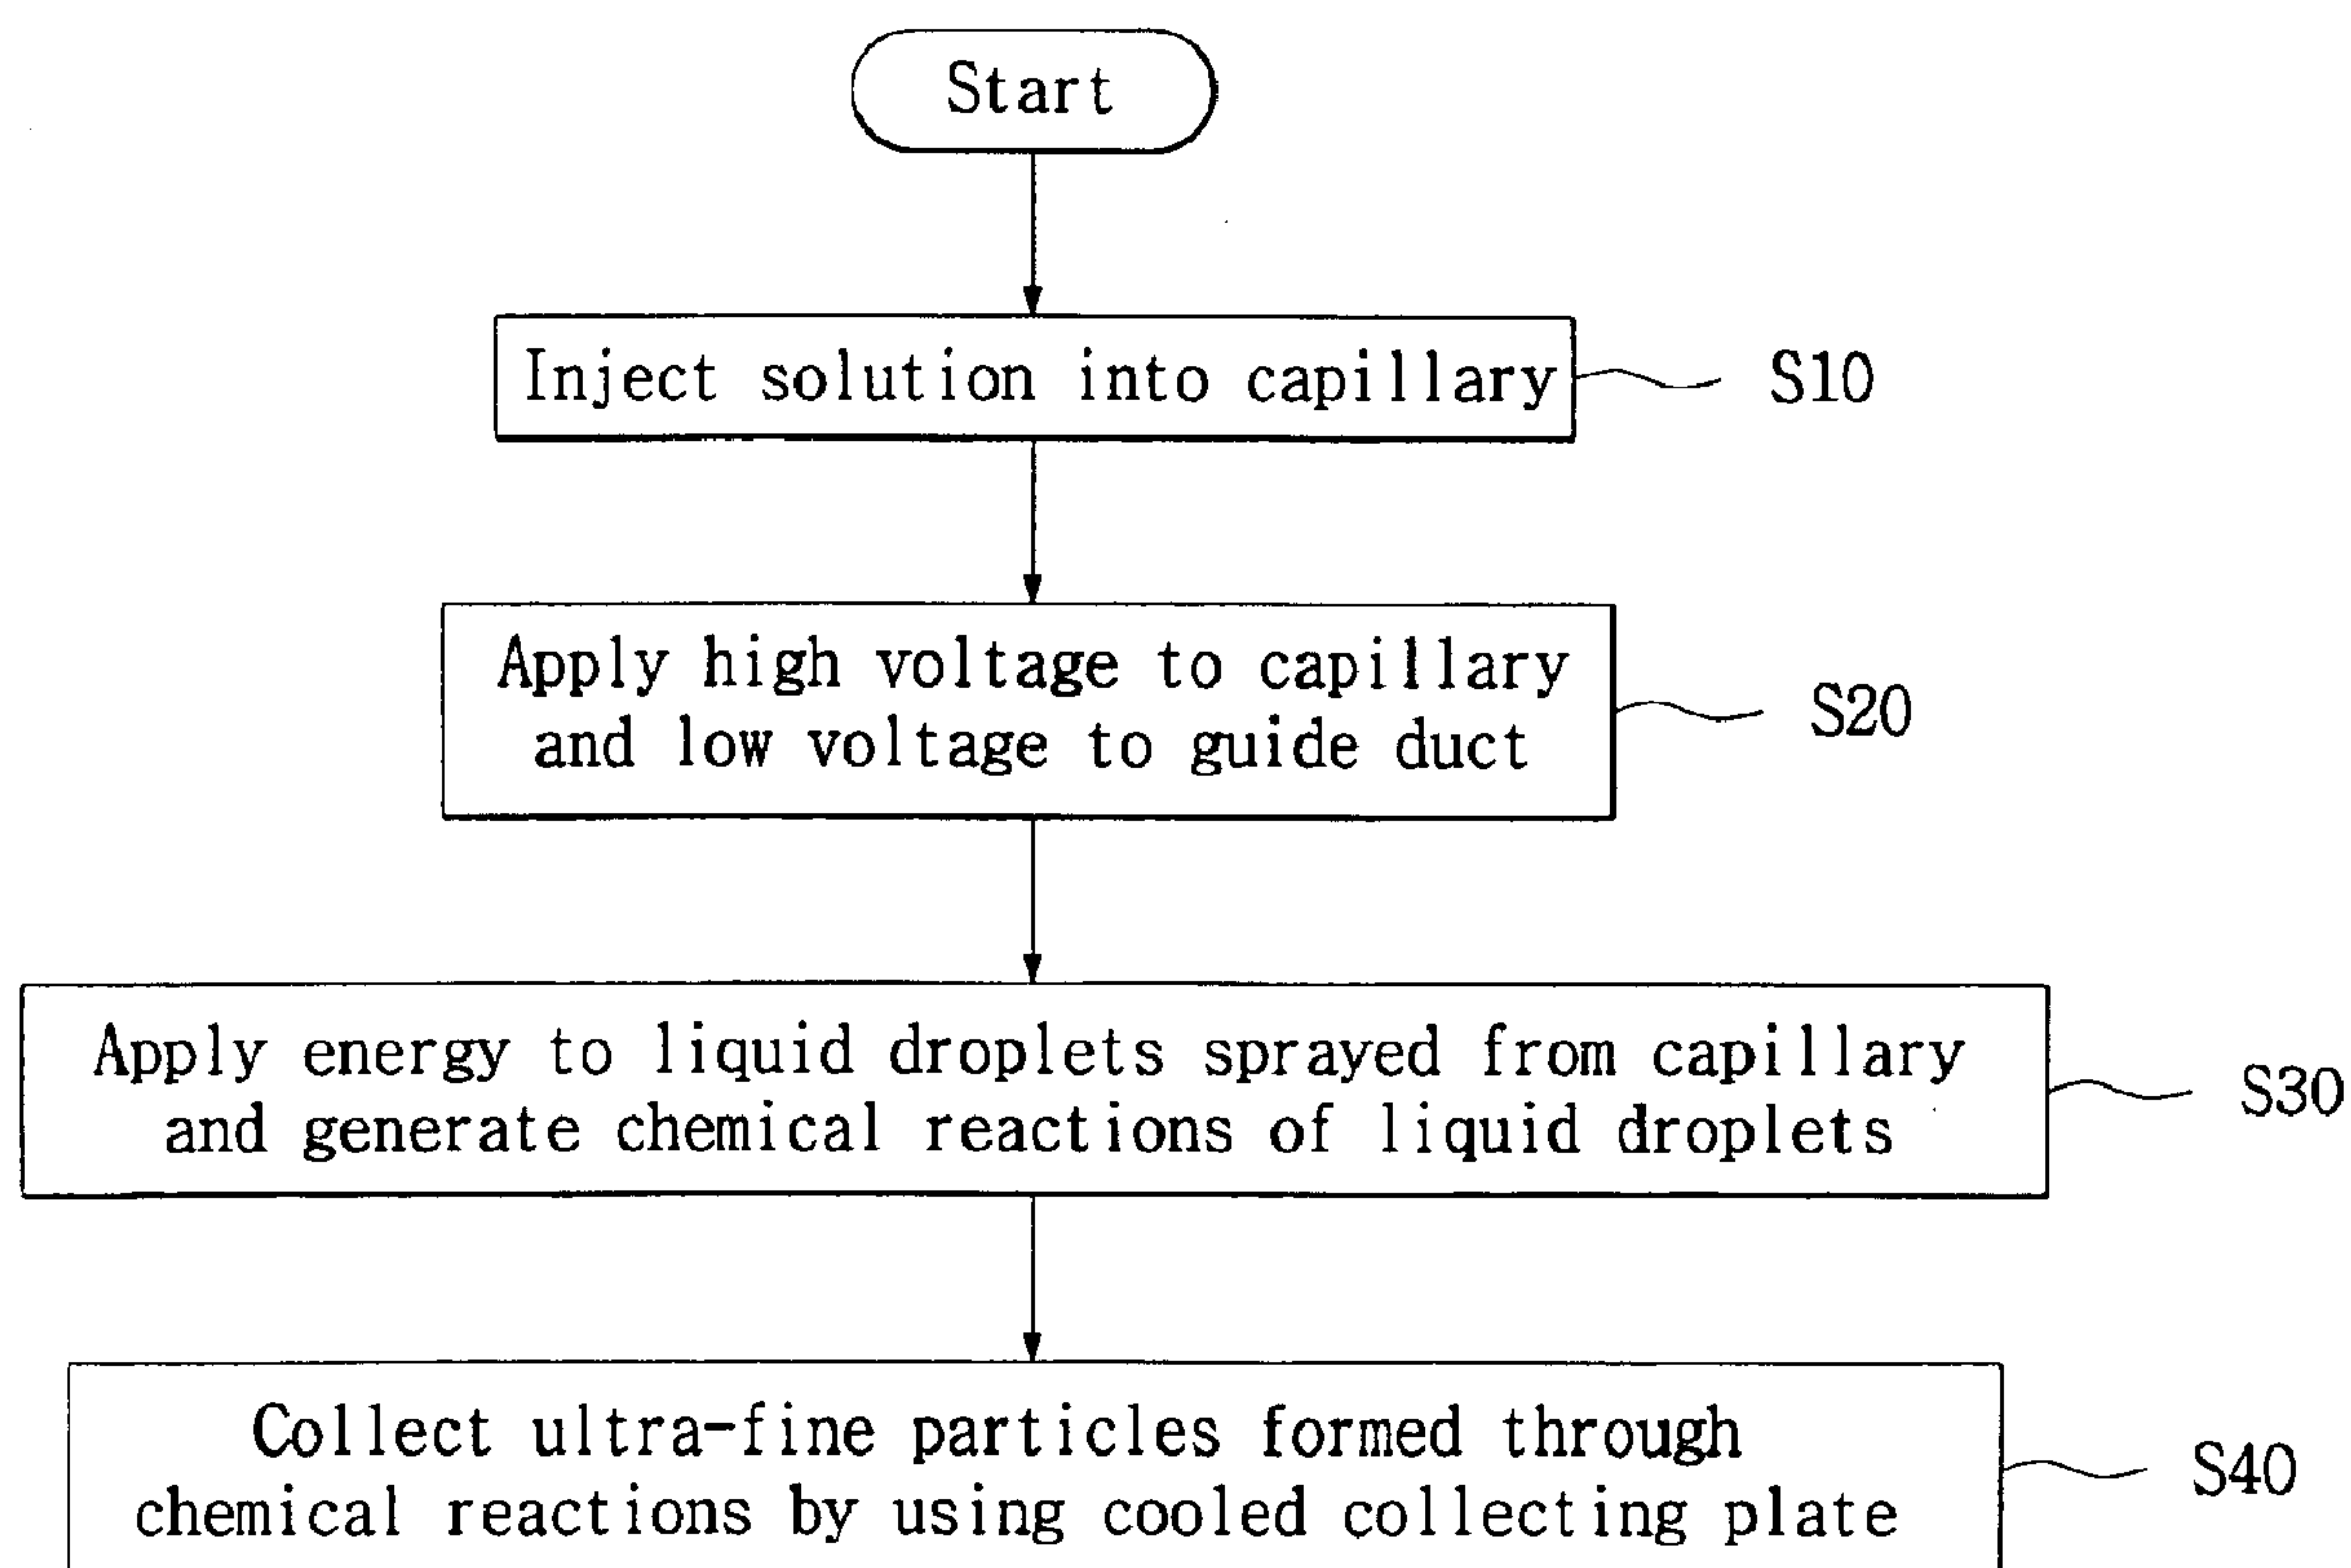 Start
Inject solution into capillary
S10
Apply high voltage to capillary
and low voltage to guide duct
S20
Apply energy to liquid droplets sprayed from capillary
and generate chemical reactions of liquid droplets
S30
Collect ultra-fine particles formed through
chemical reactions by using cooled collecting plate
S40